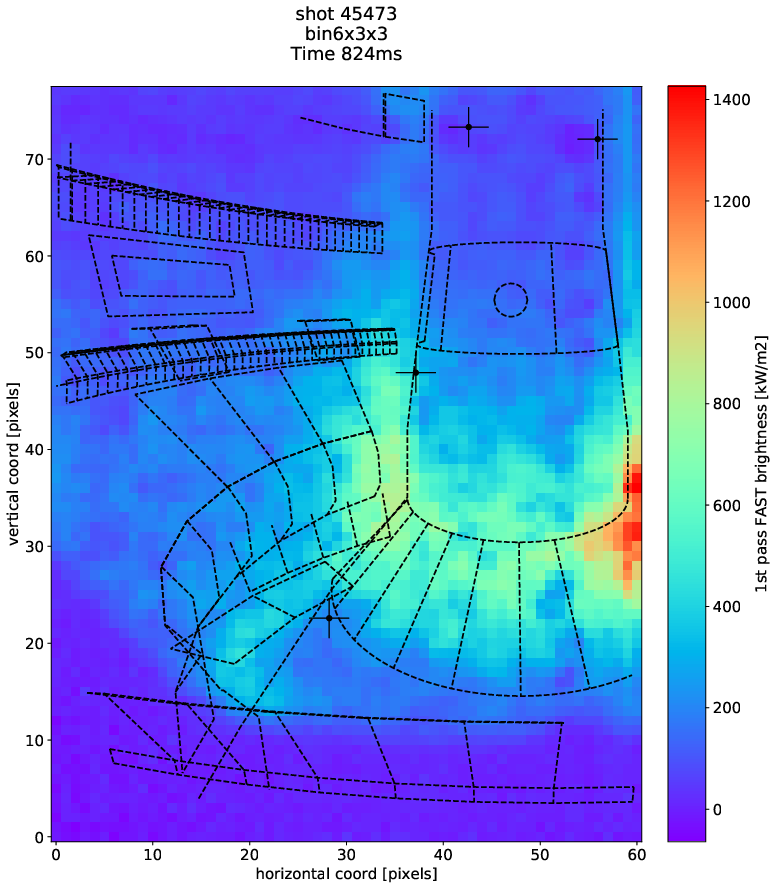 shot 45473
bin6x3x3
Time 824ms
1400
1200
1000
800
600
400
200
0
1st pass FAST brightness [kW/m2]
70
60
50
40
30
20
10
0
vertical coord [pixels]
0 10 20 30 40 50 60
horizontal coord [pixels]